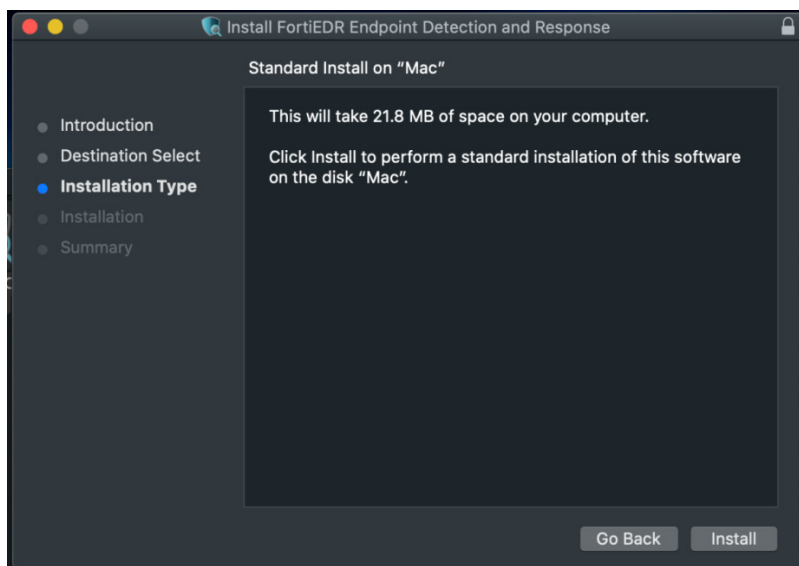 Install FortiEDR Endpoint Detection and Response
Standard Install on “Mac”
Introduction
Destination Select
Installation Type
Installation
Summary
This will take 21.8 MB of space on your computer.
Click Install to perform a standard installation of this software
on the disk “Mac”.
Go Back
Install